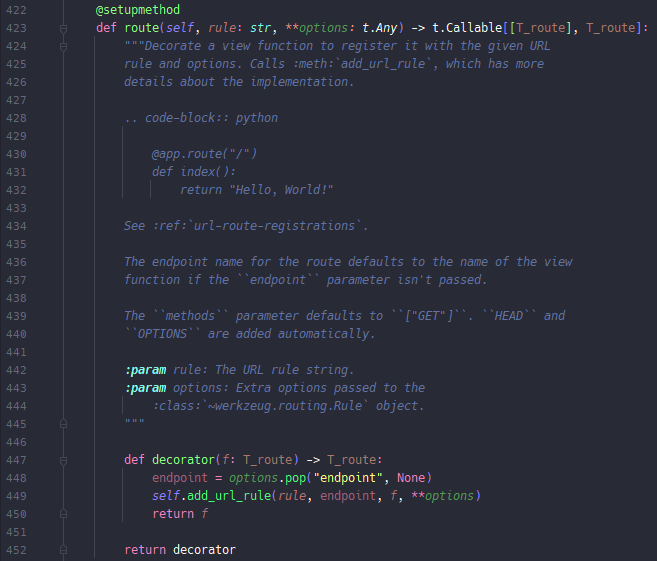 422 @setupmethod
423 def route(self, rule: str, **options: t.Any) -> t.Callable[[T_route], T_route]:
424 """Decorate a view function to register it with the given URL
425 rule and options. Calls :meth:`add_url_rule`, which has more
426 details about the implementation.
427
428 .. code-block:: python
429
430 @app.route("/")
431 def index():
432 return "Hello, World!"
433
434 See :ref:`url-route-registrations`.
435
436 The endpoint name for the route defaults to the name of the view
437 function if the ``endpoint`` parameter isn't passed.
438
439 The ``methods`` parameter defaults to ``["GET"]``. ``HEAD`` and
440 ``OPTIONS`` are added automatically.
441
442 :param rule: The URL rule string.
443 :param options: Extra options passed to the
444 :class:`~werkzeug.routing.Rule` object.
445 """
446
447 def decorator(f: T_route) -> T_route:
448 endpoint = options.pop("endpoint", None)
449 self.add_url_rule(rule, endpoint, f, **options)
450 return f
451
452 return decorator